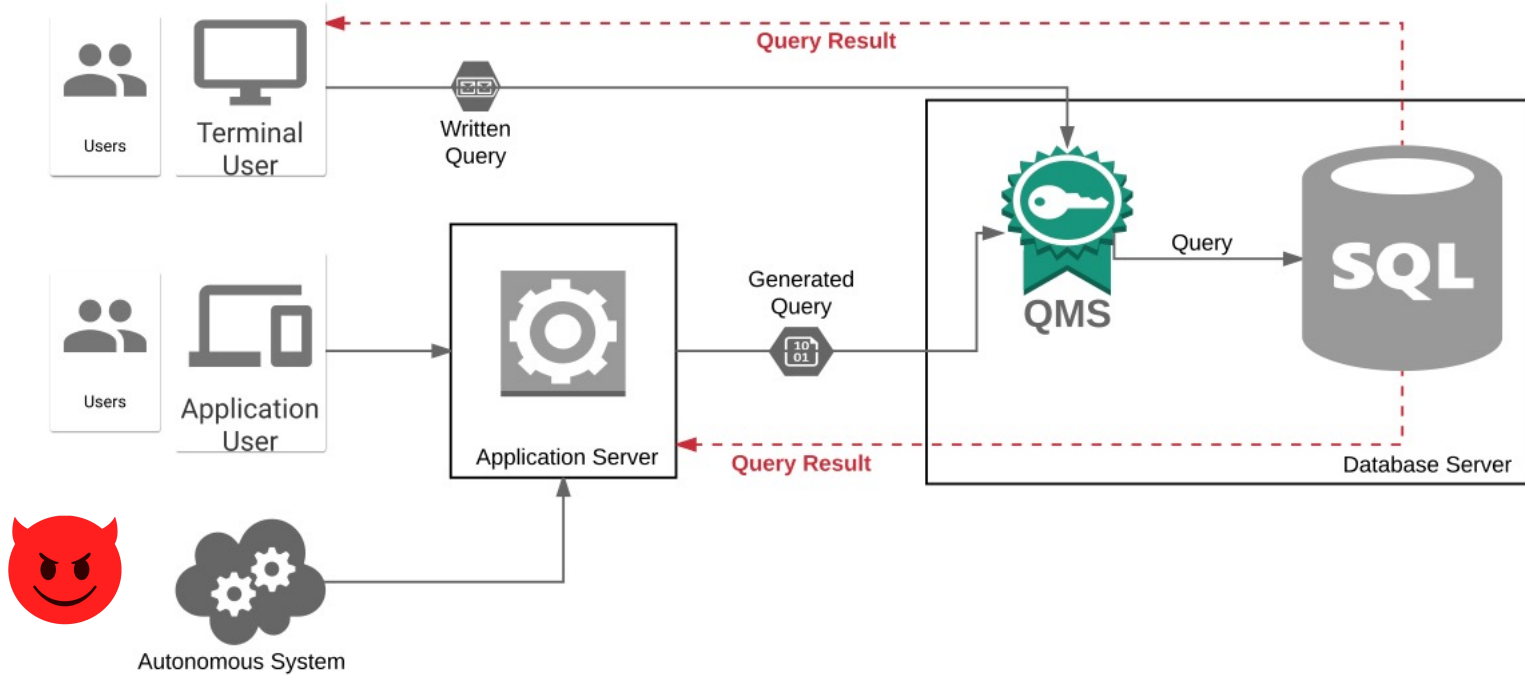 Query Result
Users
Terminal
User
Written
Query
Users
Application
User
Application Server
Generated
Query
10
01
QMS
Query
SQL
Query Result
Database Server
Autonomous System